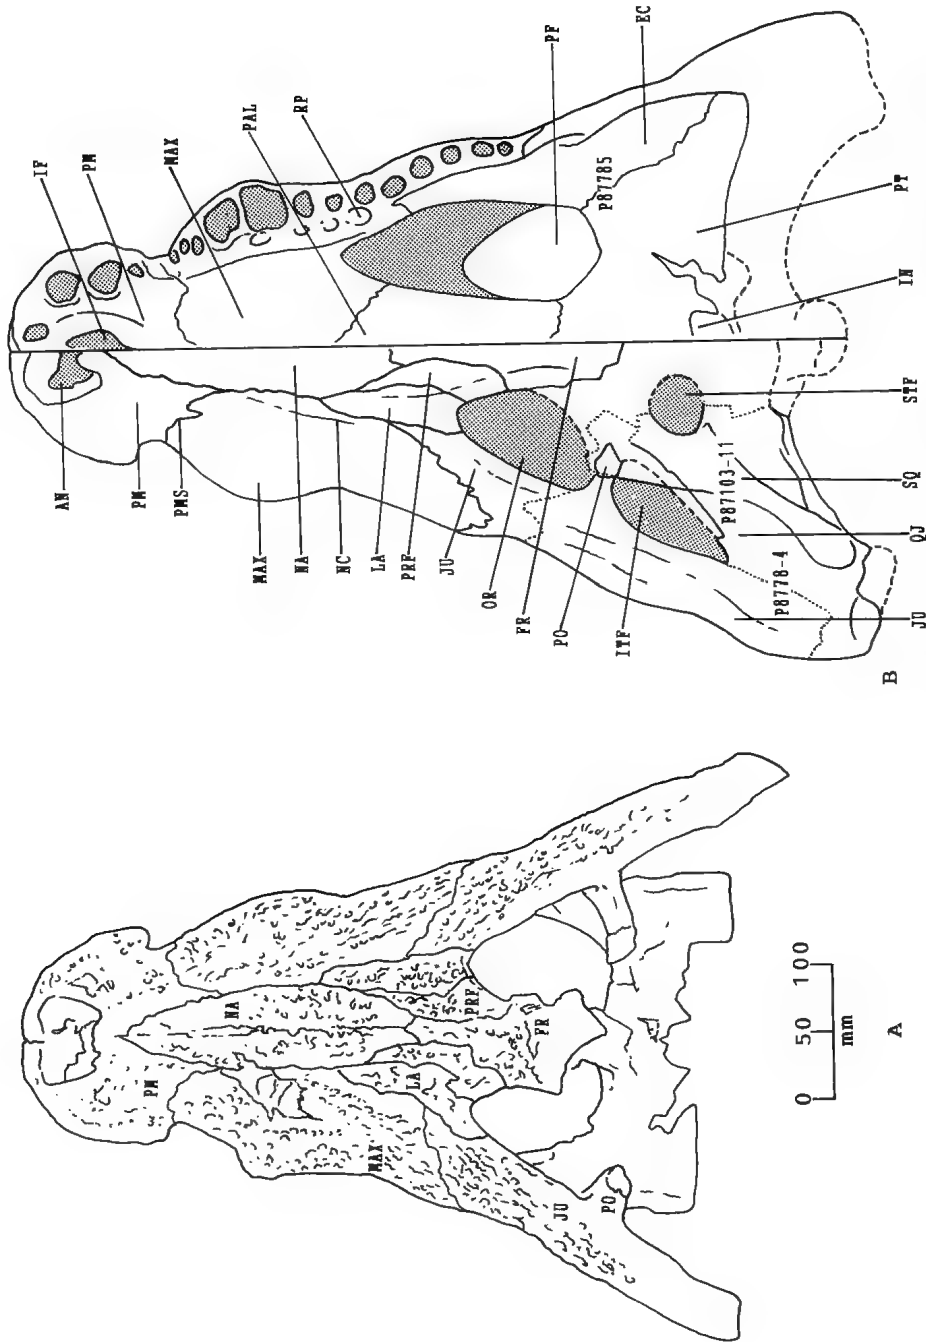 IF
PM
MAX
PAL
RP
PF
EC
P87785
AN
PM
PMS
MAX
NA
NC
LA
PRF
JU
OR
FR
PO
ITF
P8778-4
P87103-11
JU
QJ
SQ
STF
IN
PT
B
PM
NA
MAX
LA
PRF
FR
JU
PO
0 50 100
mm
A